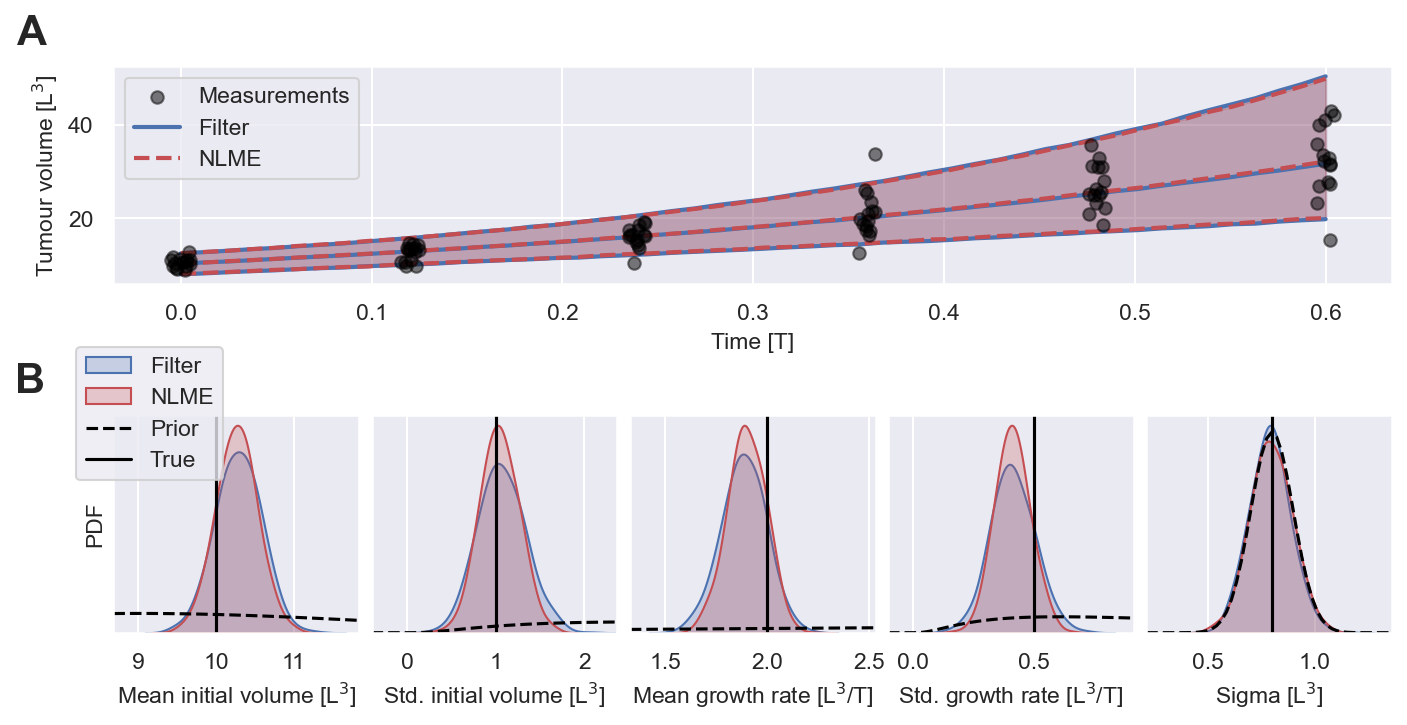 A
Tumour volume [L³]
40
20
Measurements
Filter
NLME
0.0 0.1 0.2 0.3 0.4 0.5 0.6
Time [T]
B
Filter
NLME
Prior
True
PDF
9 10 11 0 1 2 1.5 2.0 2.5 0.0 0.5 0.5 1.0
Mean initial volume [L³] Std. initial volume [L³] Mean growth rate [L³/T] Std. growth rate [L³/T] Sigma [L³]